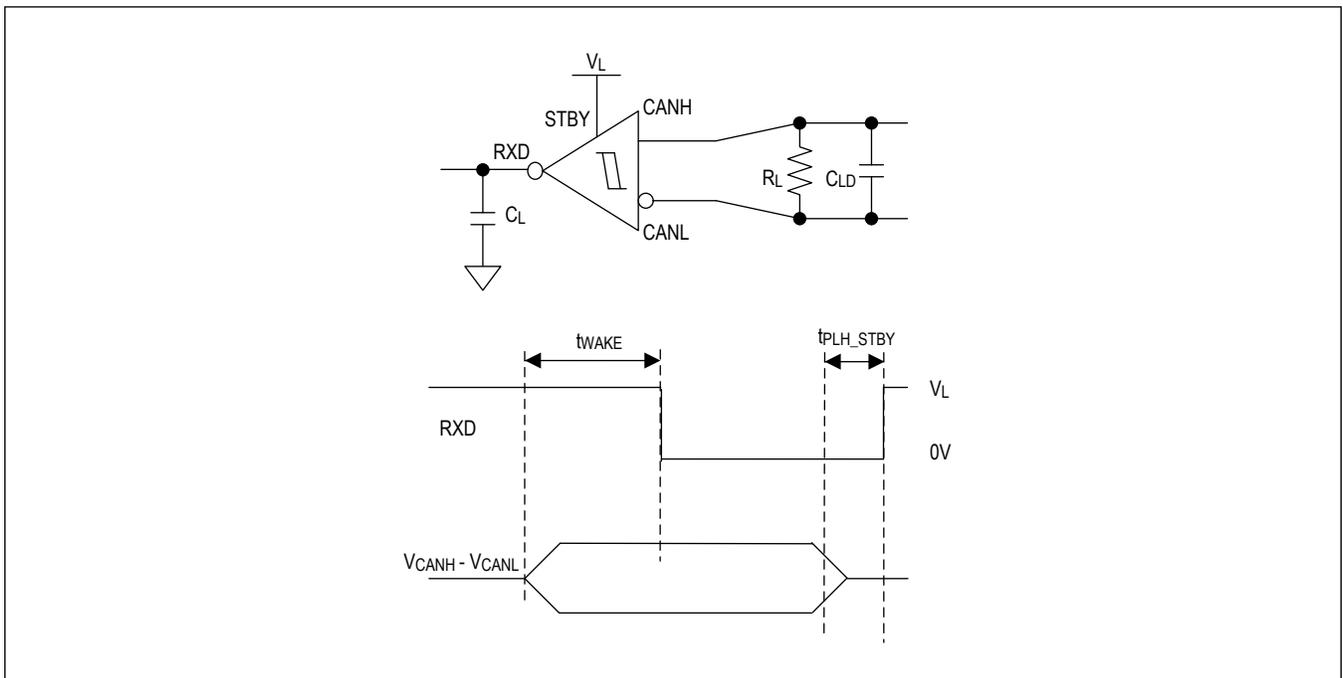 VL
STBY
CANH
RXD
RL
CLD
CL
CANL
tWAKE
tPLH_STBY
VL
RXD
0V
VCANH - VCANL